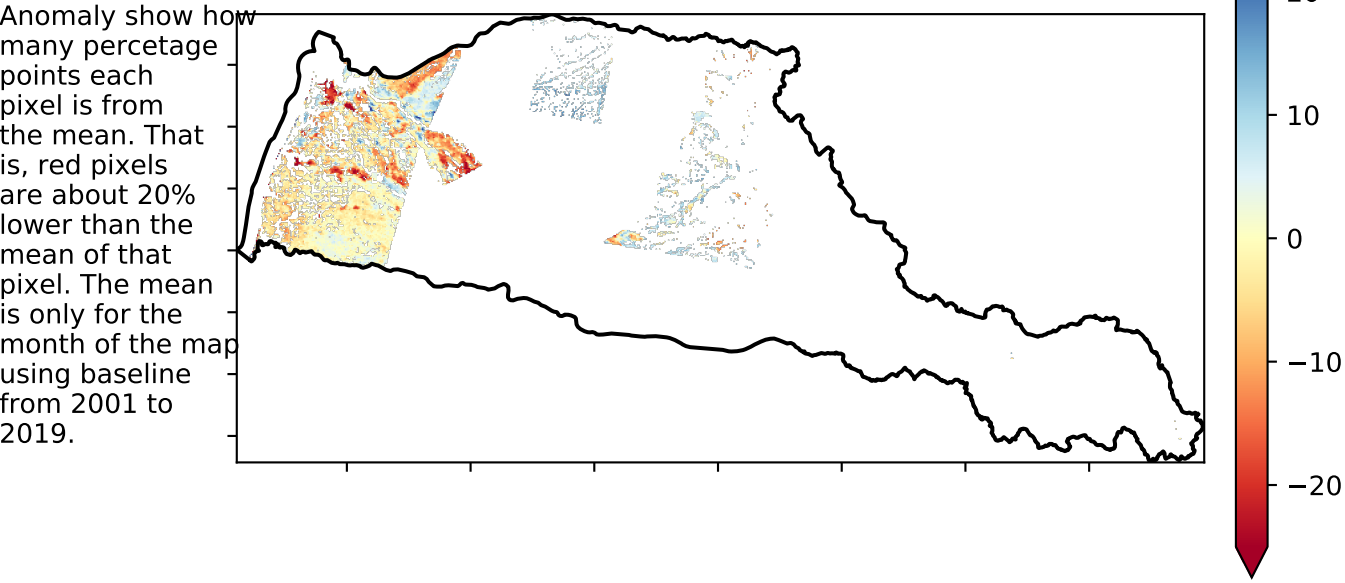 Anomaly show how
many percetage
points each
pixel is from
the mean. That
is, red pixels
are about 20%
lower than the
mean of that
pixel. The mean
is only for the
month of the map
using baseline
from 2001 to
2019.
10
0
−10
−20